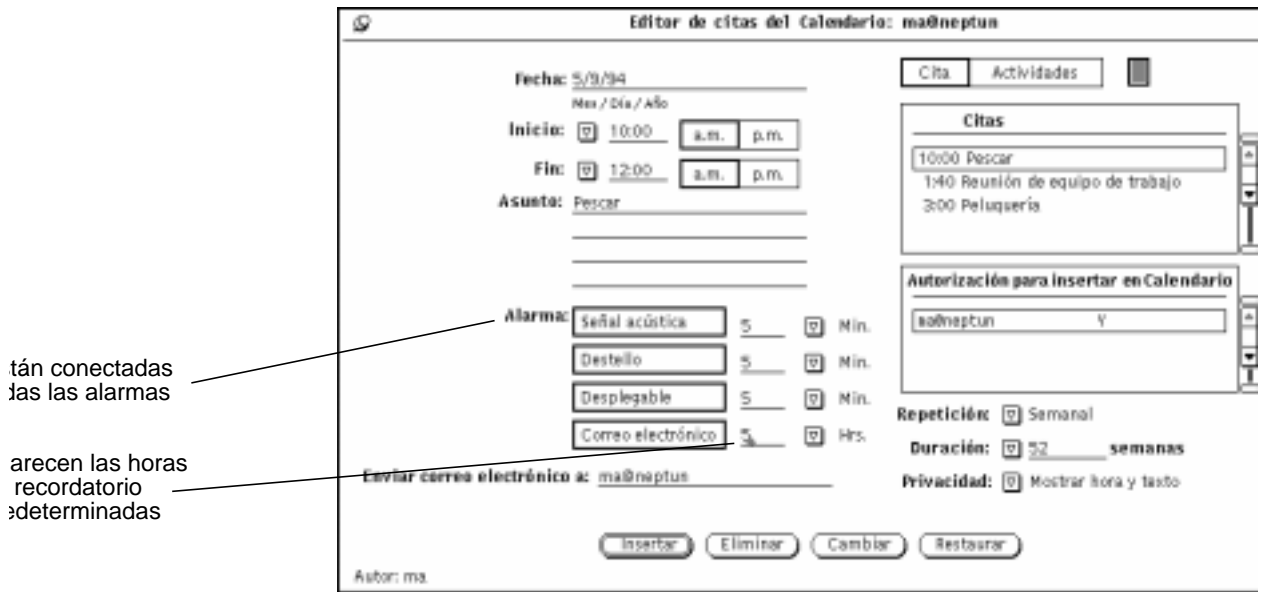 Editor de citas del Calendario: ma@neptun
Fecha: 5/9/94
Mes / Día / Año
Inicio: 10:00 a.m. p.m.
Fin: 12:00 a.m. p.m.
Asunto: Pescar
Alarma: Señal acústica 5 Min.
Destello 5 Min.
Desplegable 5 Min.
Correo electrónico 5 Hrs.
Enviar correo electrónico a: ma@neptun
Cita Actividades
Citas
10:00 Pescar
1:40 Reunión de equipo de trabajo
3:00 Peluquería
Autorización para insertar en Calendario
ma@neptun Y
Repetición: Semanal
Duración: 52 semanas
Privacidad: Mostrar hora y texto
Insertar Eliminar Cambiar Restaurar
Autor: ma
tán conectadas
das las alarmas
arecen las horas
recordatorio
edeterminadas